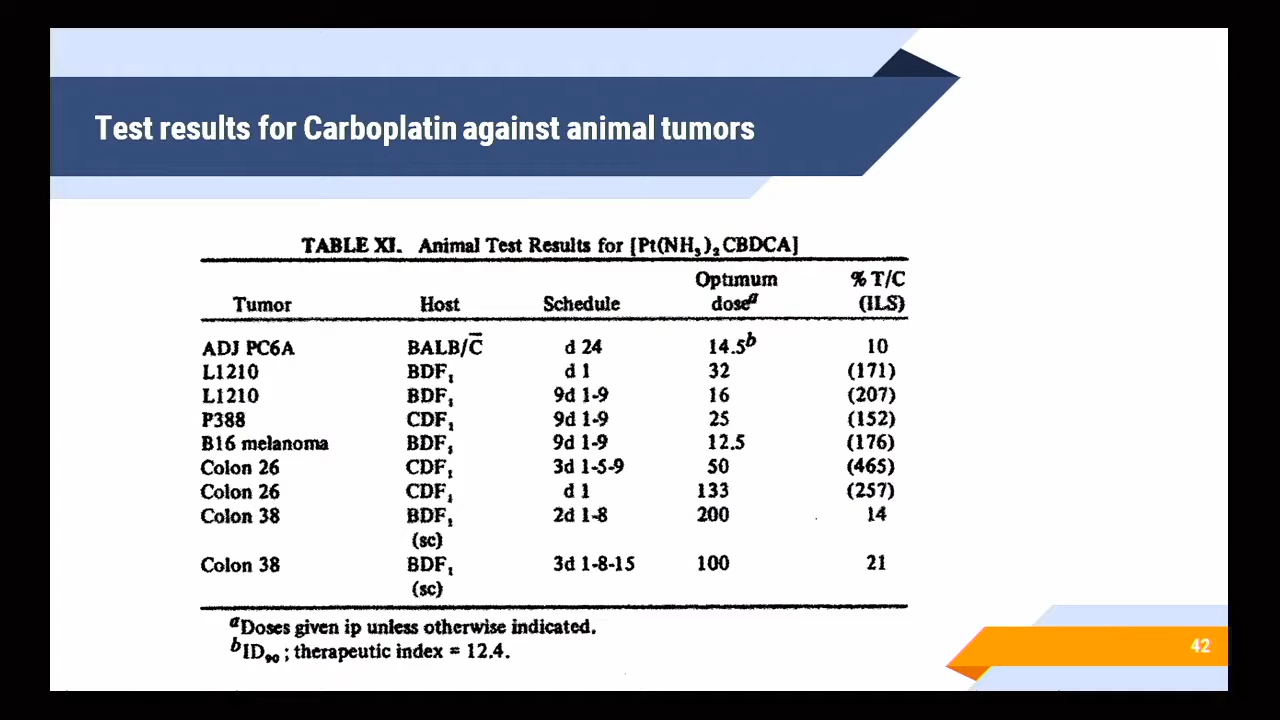 Test results for Carboplatin against animal tumors
TABLE XI. Animal Test Results for [Pt(NH₃)₂CBDCA]
Tumor Host Schedule Optimum doseᵃ % T/C (ILS)
ADJ PC6A BALB/C̅ d 24 14.5ᵇ 10
L1210 BDF₁ d 1 32 (171)
L1210 BDF₁ 9d 1-9 16 (207)
P388 CDF₁ 9d 1-9 25 (152)
B16 melanoma BDF₁ 9d 1-9 12.5 (176)
Colon 26 CDF₁ 3d 1-5-9 50 (465)
Colon 26 CDF₁ d 1 133 (257)
Colon 38 BDF₁ 2d 1-8 200 14
(sc)
Colon 38 BDF₁ 3d 1-8-15 100 21
(sc)
ᵃDoses given ip unless otherwise indicated.
ᵇID₉₀; therapeutic index = 12.4.
42